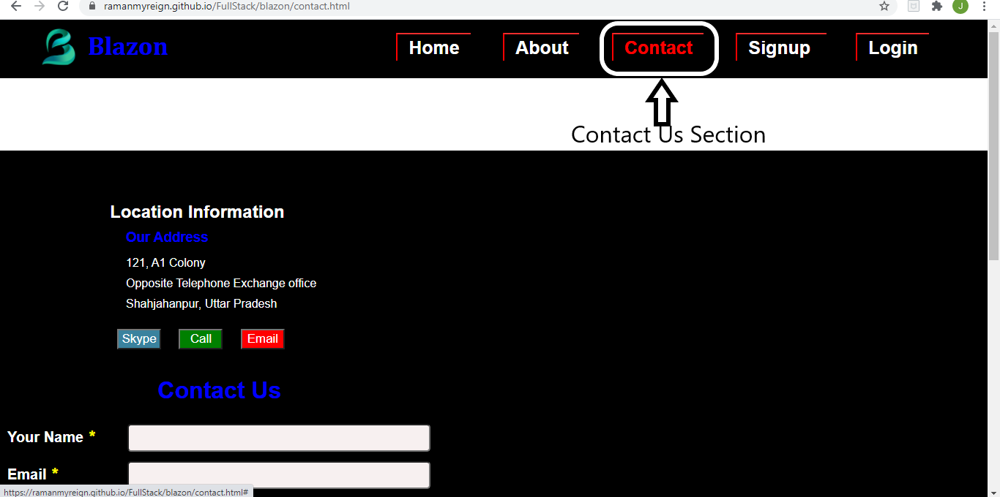 ramanmyreign.github.io/FullStack/blazon/contact.html
J
Blazon Home About Contact Signup Login
Contact Us Section
Location Information
Our Address
121, A1 Colony
Opposite Telephone Exchange office
Shahjahanpur, Uttar Pradesh
Skype Call Email
Contact Us
Your Name *
Email *
https://ramanmyreign.github.io/FullStack/blazon/contact.html#